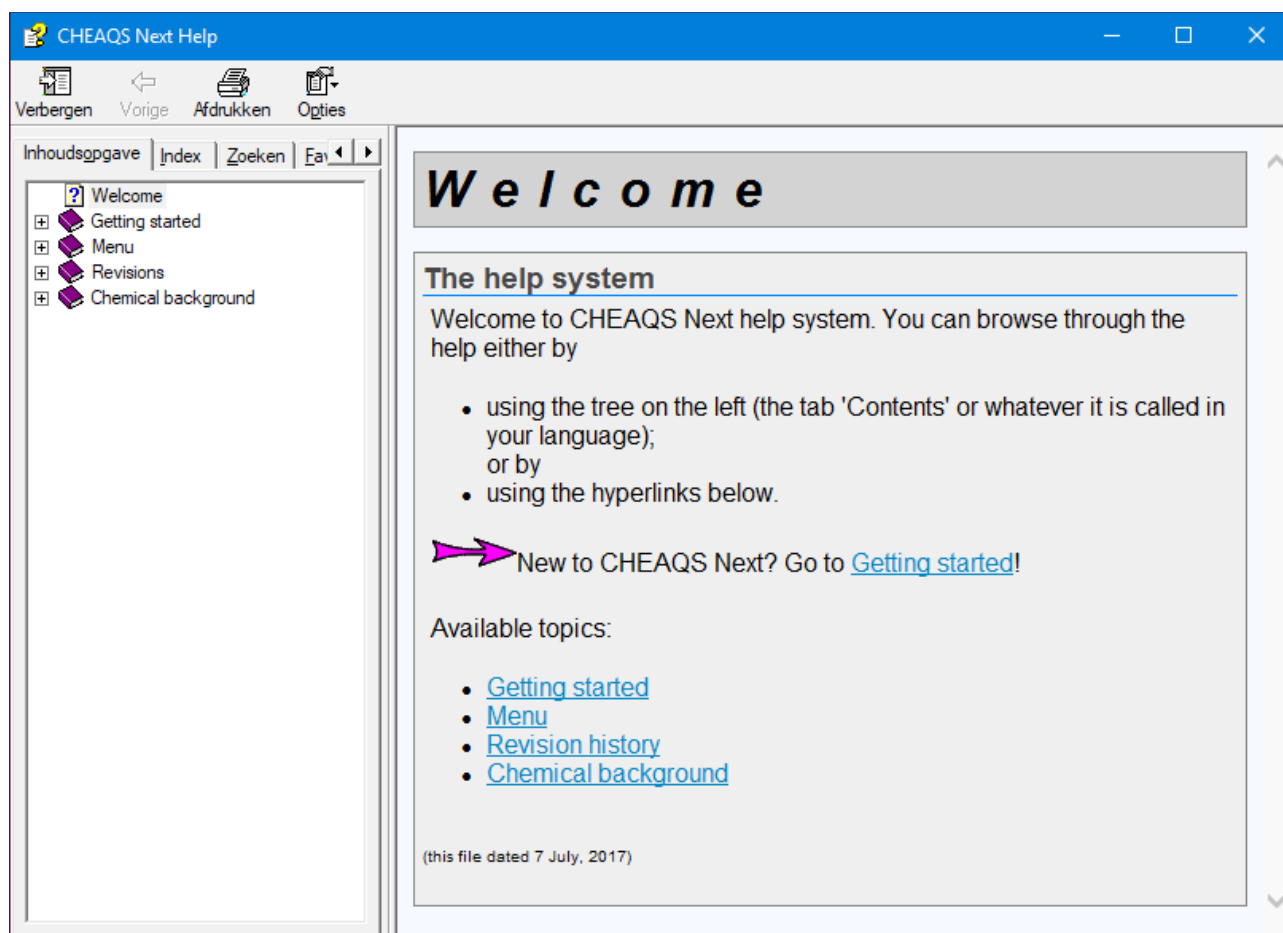 CHEAQS Next Help
Verbergen Vorige Afdrukken Opties
Inhoudsopgave Index Zoeken Fav
Welcome
Getting started
Menu
Revisions
Chemical background
Welcome
The help system
Welcome to CHEAQS Next help system. You can browse through the
help either by
using the tree on the left (the tab 'Contents' or whatever it is called in
your language);
or by
using the hyperlinks below.
New to CHEAQS Next? Go to Getting started!
Available topics:
Getting started
Menu
Revision history
Chemical background
(this file dated 7 July, 2017)